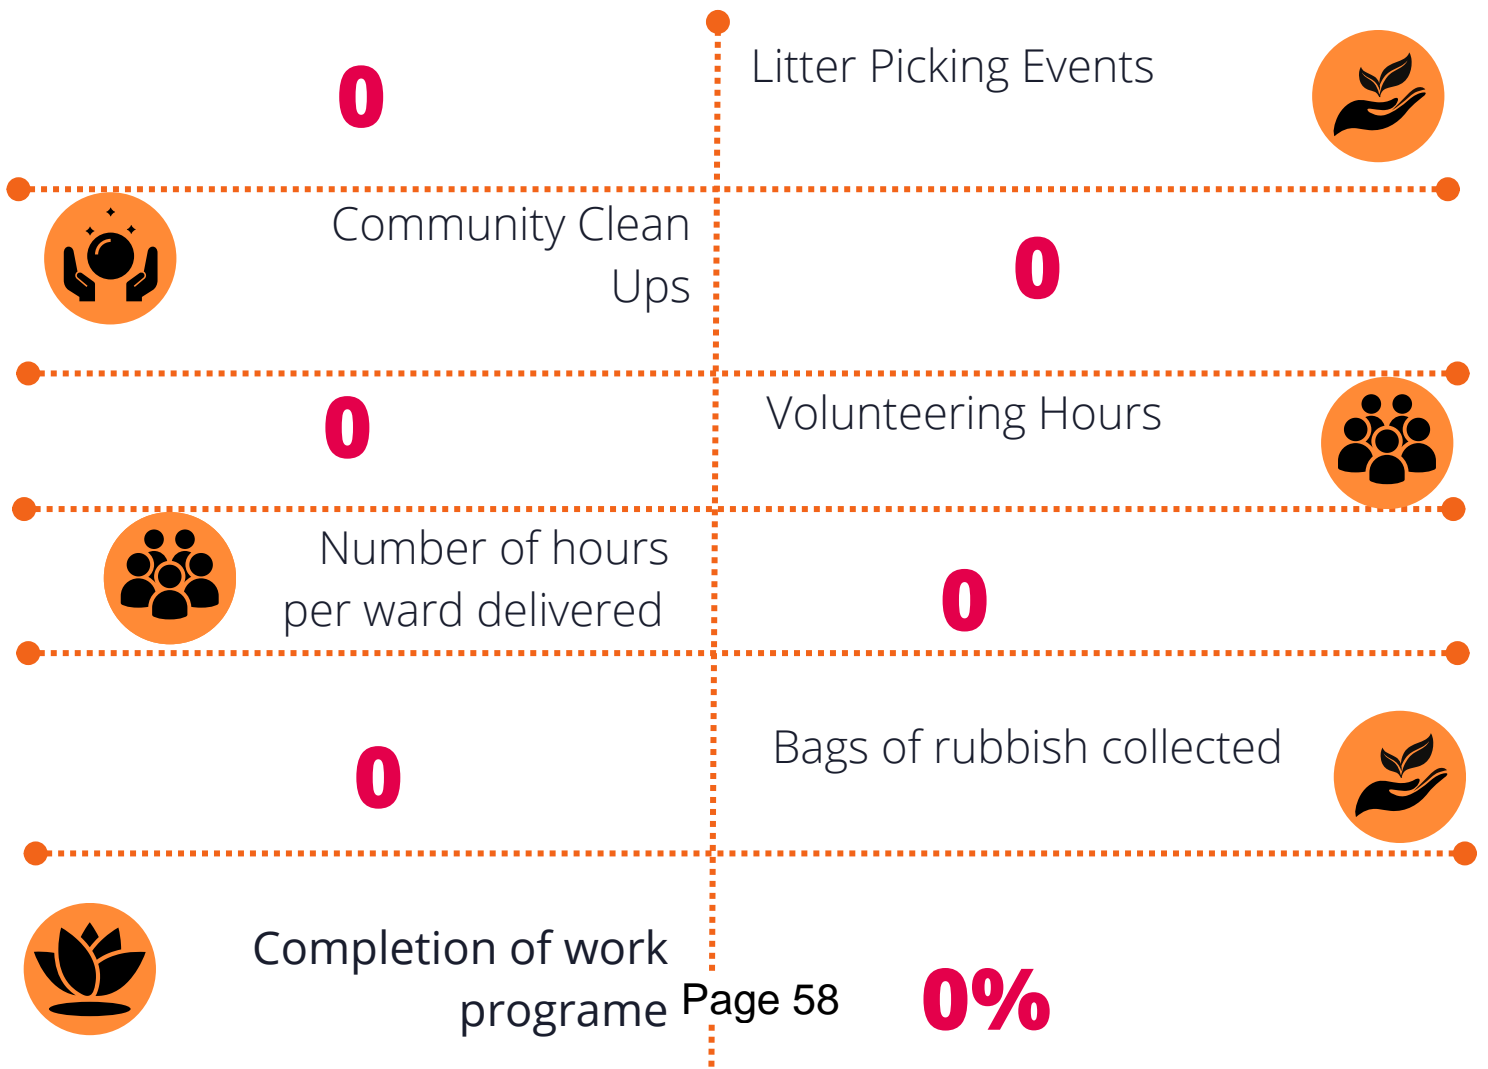 0
Litter Picking Events
Community Clean
Ups
0
0
Volunteering Hours
Number of hours
per ward delivered
0
0
Bags of rubbish collected
Completion of work
programe
0%
Page 58